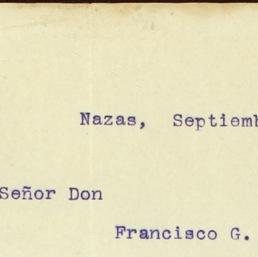 Nazas, Septiemb
Señor Don
Francisco G.